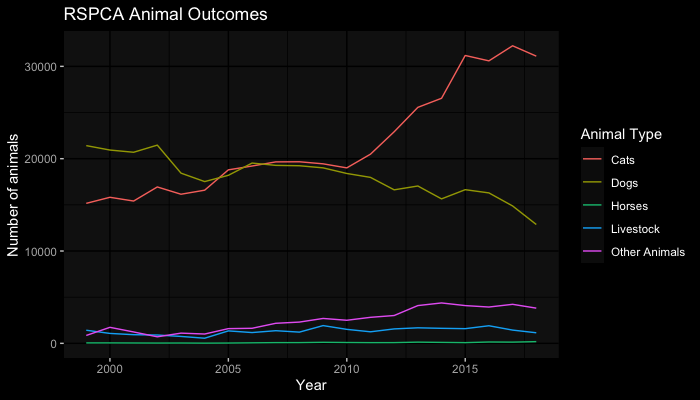 RSPCA Animal Outcomes
Number of animals
30000
20000
10000
0
2000 2005 2010 2015
Year
Animal Type
Cats
Dogs
Horses
Livestock
Other Animals